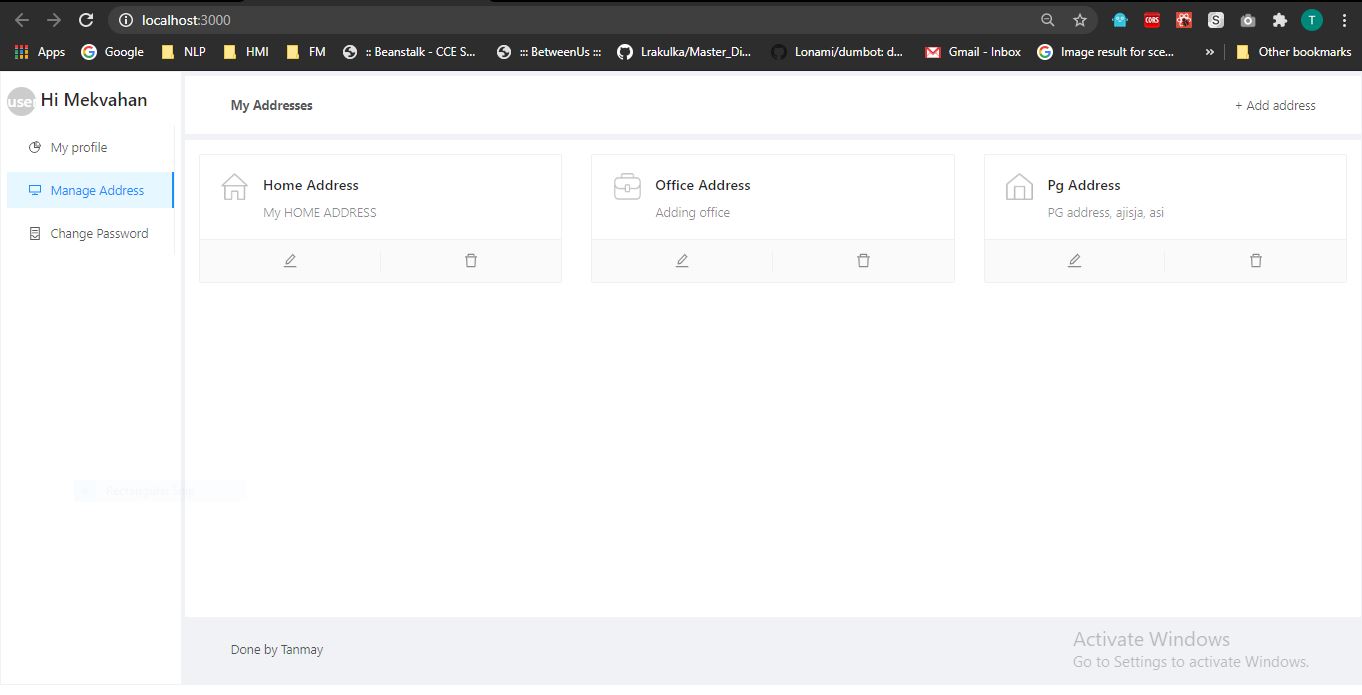 localhost:3000
CORS
S
T
Apps
Google
NLP
HMI
FM
:: Beanstalk - CCE S...
::: BetweenUs :::
Lrakulka/Master_Di...
Lonami/dumbot: d...
Gmail - Inbox
Image result for sce...
»
Other bookmarks
user
Hi Mekvahan
My profile
Manage Address
Change Password
My Addresses
+ Add address
Home Address
My HOME ADDRESS
Office Address
Adding office
Pg Address
PG address, ajisja, asi
Done by Tanmay
Activate Windows
Go to Settings to activate Windows.